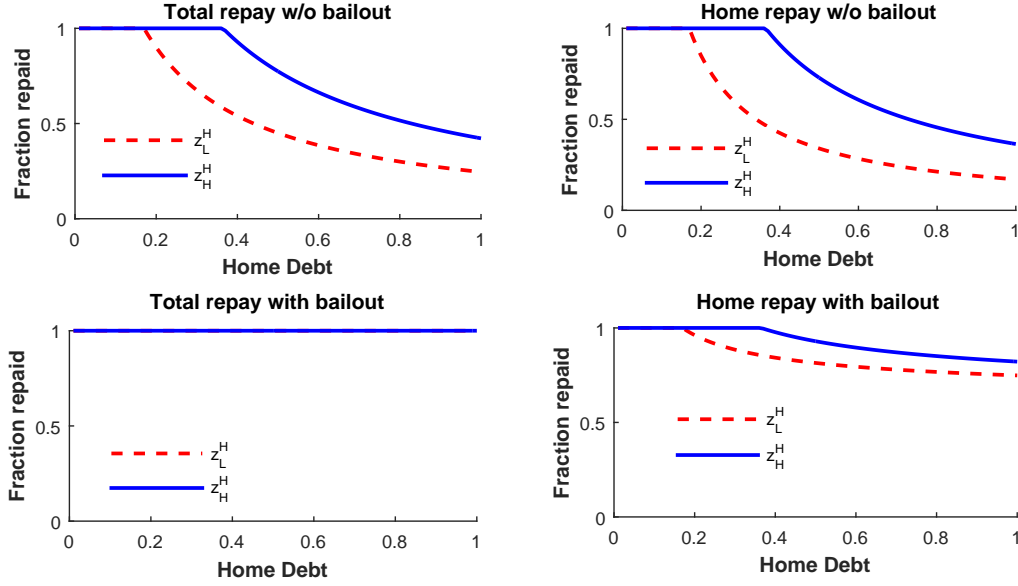 Total repay w/o bailout
Fraction repaid
1
0.5
0
z_L^H
z_H^H
0
0.2
0.4
0.6
0.8
1
Home Debt
Home repay w/o bailout
Fraction repaid
1
0.5
0
z_L^H
z_H^H
0
0.2
0.4
0.6
0.8
1
Home Debt
Total repay with bailout
Fraction repaid
1
0.5
0
z_L^H
z_H^H
0
0.2
0.4
0.6
0.8
1
Home Debt
Home repay with bailout
Fraction repaid
1
0.5
0
z_L^H
z_H^H
0
0.2
0.4
0.6
0.8
1
Home Debt